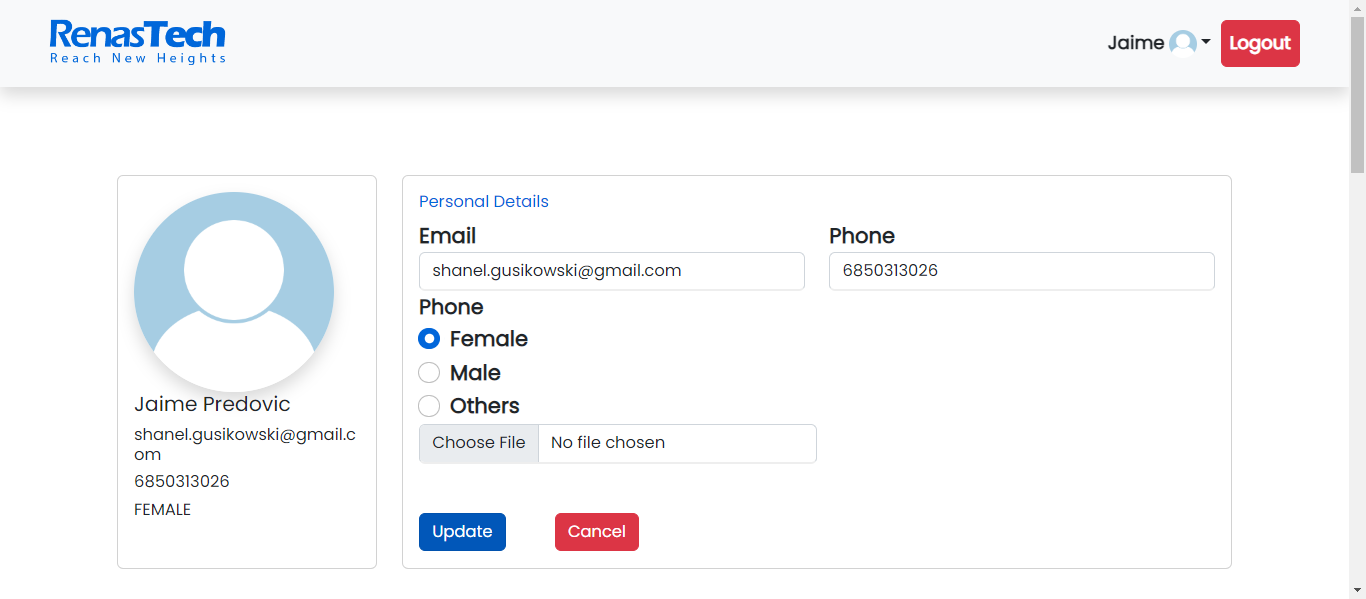 RenasTech
Reach New Heights
Jaime
Logout
Jaime Predovic
shanel.gusikowski@gmail.c
om
6850313026
FEMALE
Personal Details
Email
Phone
shanel.gusikowski@gmail.com
6850313026
Phone
Female
Male
Others
Choose File No file chosen
Update
Cancel